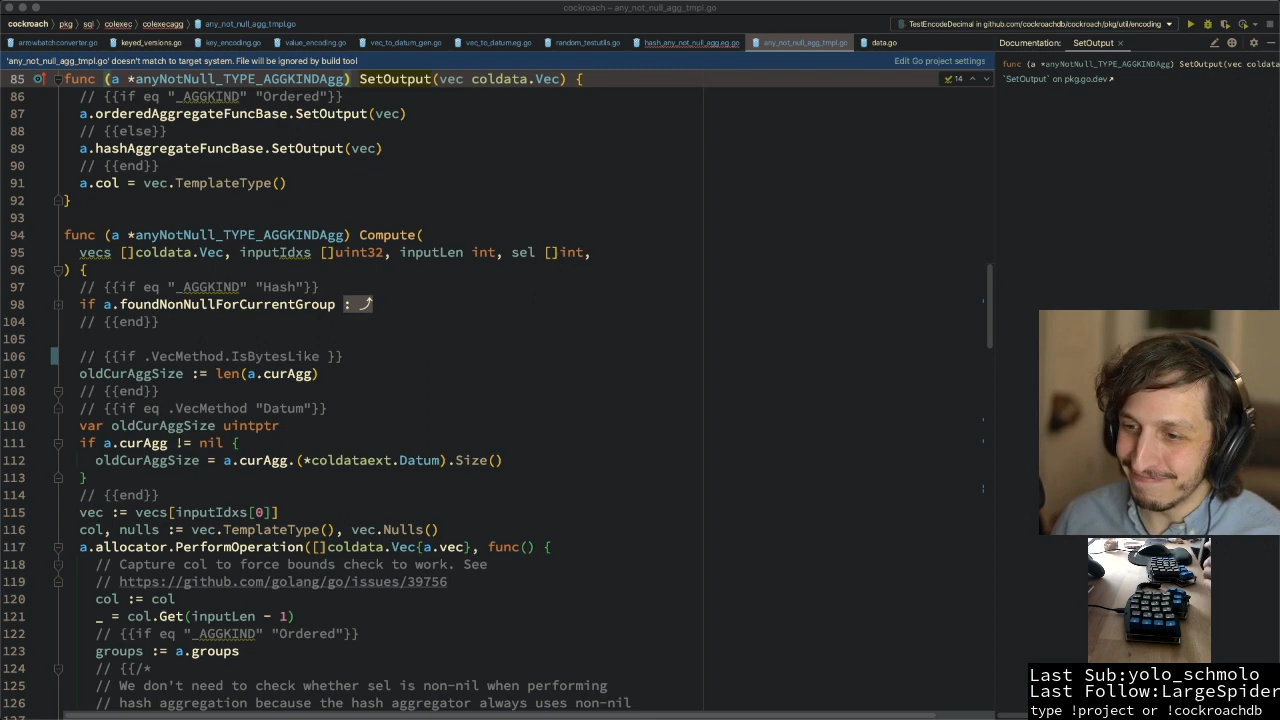 cockroach – any_not_null_agg_tmpl.go
cockroach › pkg › sql › colexec › colexecagg › any_not_null_agg_tmpl.go
TestEncodeDecimal in github.com/cockroachdb/cockroach/pkg/util/encoding
arrowbatchconverter.go keyed_versions.go key_encoding.go value_encoding.go vec_to_datum_gen.go vec_to_datum.eg.go random_testutils.go hash_any_not_null_agg.eg.go any_not_null_agg_tmpl.go data.go
Documentation: SetOutput
'any_not_null_agg_tmpl.go' doesn't match to target system. File will be ignored by build tool Edit Go project settings
func (a *anyNotNull_TYPE_AGGKINDAgg) SetOutput(vec coldata
`SetOutput` on pkg.go.dev
14
85 func (a *anyNotNull_TYPE_AGGKINDAgg) SetOutput(vec coldata.Vec) {
86 // {{if eq "_AGGKIND" "Ordered"}}
87 a.orderedAggregateFuncBase.SetOutput(vec)
88 // {{else}}
89 a.hashAggregateFuncBase.SetOutput(vec)
90 // {{end}}
91 a.col = vec.TemplateType()
92 }
93
94 func (a *anyNotNull_TYPE_AGGKINDAgg) Compute(
95 vecs []coldata.Vec, inputIdxs []uint32, inputLen int, sel []int,
96 ) {
97 // {{if eq "_AGGKIND" "Hash"}}
98 if a.foundNonNullForCurrentGroup :
104 // {{end}}
105
106 // {{if .VecMethod.IsBytesLike }}
107 oldCurAggSize := len(a.curAgg)
108 // {{end}}
109 // {{if eq .VecMethod "Datum"}}
110 var oldCurAggSize uintptr
111 if a.curAgg != nil {
112 oldCurAggSize = a.curAgg.(*coldataext.Datum).Size()
113 }
114 // {{end}}
115 vec := vecs[inputIdxs[0]]
116 col, nulls := vec.TemplateType(), vec.Nulls()
117 a.allocator.PerformOperation([]coldata.Vec{a.vec}, func() {
118 // Capture col to force bounds check to work. See
119 // https://github.com/golang/go/issues/39756
120 col := col
121 _ = col.Get(inputLen - 1)
122 // {{if eq "_AGGKIND" "Ordered"}}
123 groups := a.groups
124 // {{/*
125 // We don't need to check whether sel is non-nil when performing
126 // hash aggregation because the hash aggregator always uses non-nil
Last Sub:yolo_schmolo
Last Follow:LargeSpider
type !project or !cockroachdb